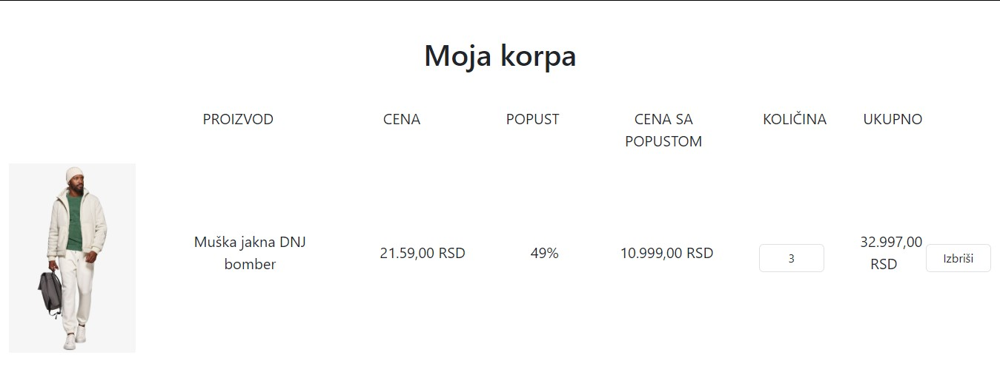 Moja korpa
PROIZVOD CENA POPUST CENA SA KOLIČINA UKUPNO
POPUSTOM
Muška jakna DNJ 21.59,00 RSD 49% 10.999,00 RSD 3 32.997,00 Izbriši
bomber RSD